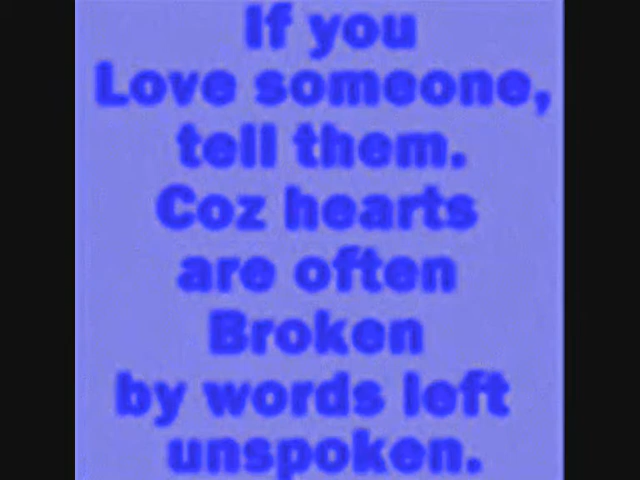 If you
Love someone,
tell them.
Coz hearts
are often
Broken
by words left
unspoken.